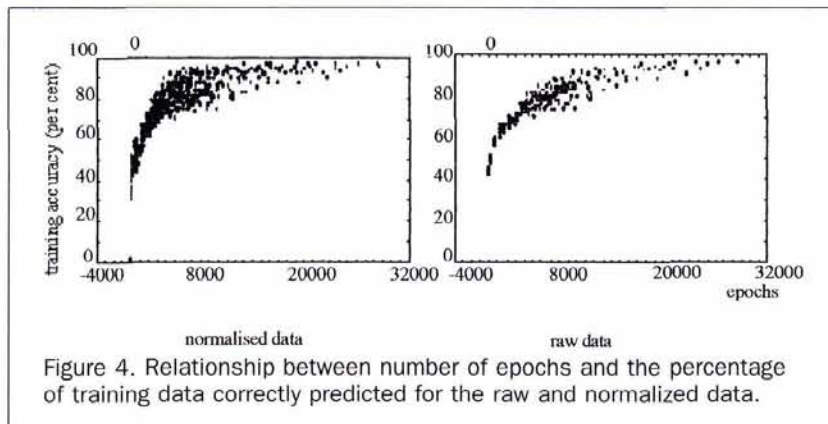 0 0
100 100
80 80
60 60
40 40
20 20
0 0
training accuracy (per cent)
-4000 8000 20000 32000 -4000 8000 20000 32000
epochs
normalised data raw data
Figure 4. Relationship between number of epochs and the percentage
of training data correctly predicted for the raw and normalized data.